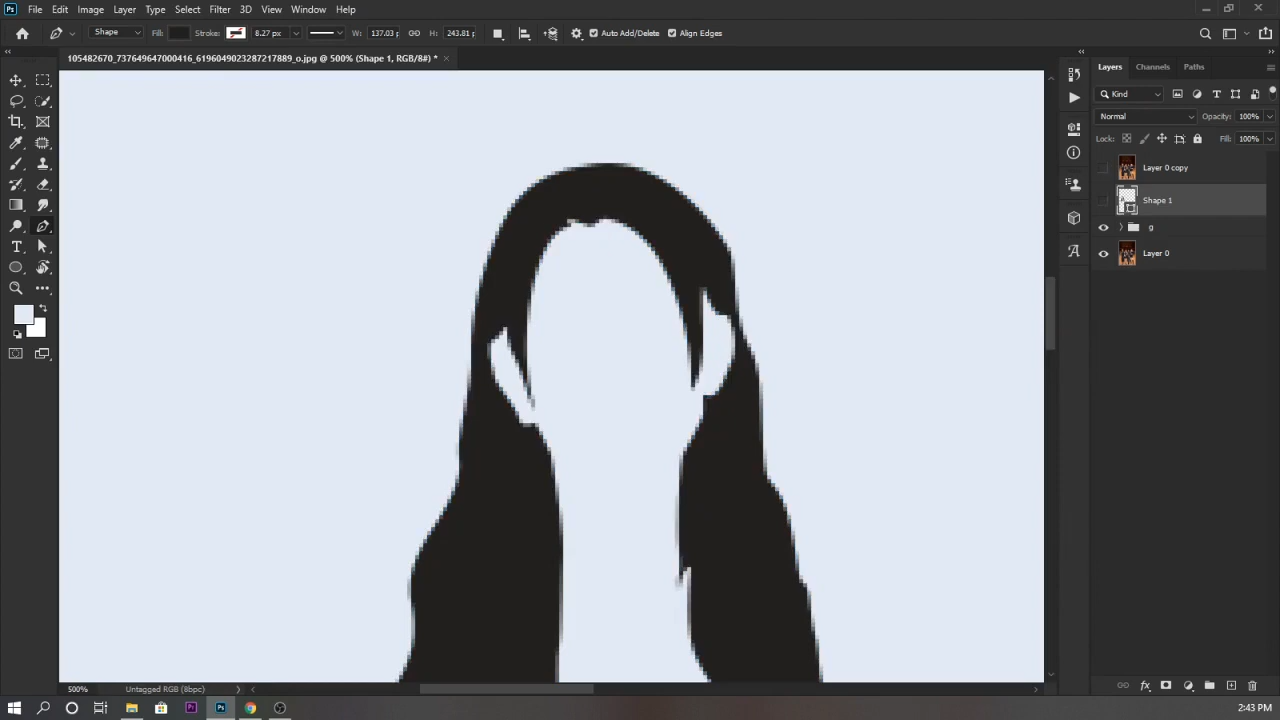 Ps File Edit Image Layer Type Select Filter 3D View Window Help
Shape Fill: Stroke: 8.27 px W: 137.03 p H: 243.81 p Auto Add/Delete Align Edges
105482670_737649647000416_6196049023287217889_o.jpg @ 500% (Shape 1, RGB/8#) *
Layers Channels Paths
Kind
Normal Opacity: 100%
Lock: Fill: 100%
Layer 0 copy
Shape 1
g
Layer 0
500% Untagged RGB (8bpc)
2:43 PM